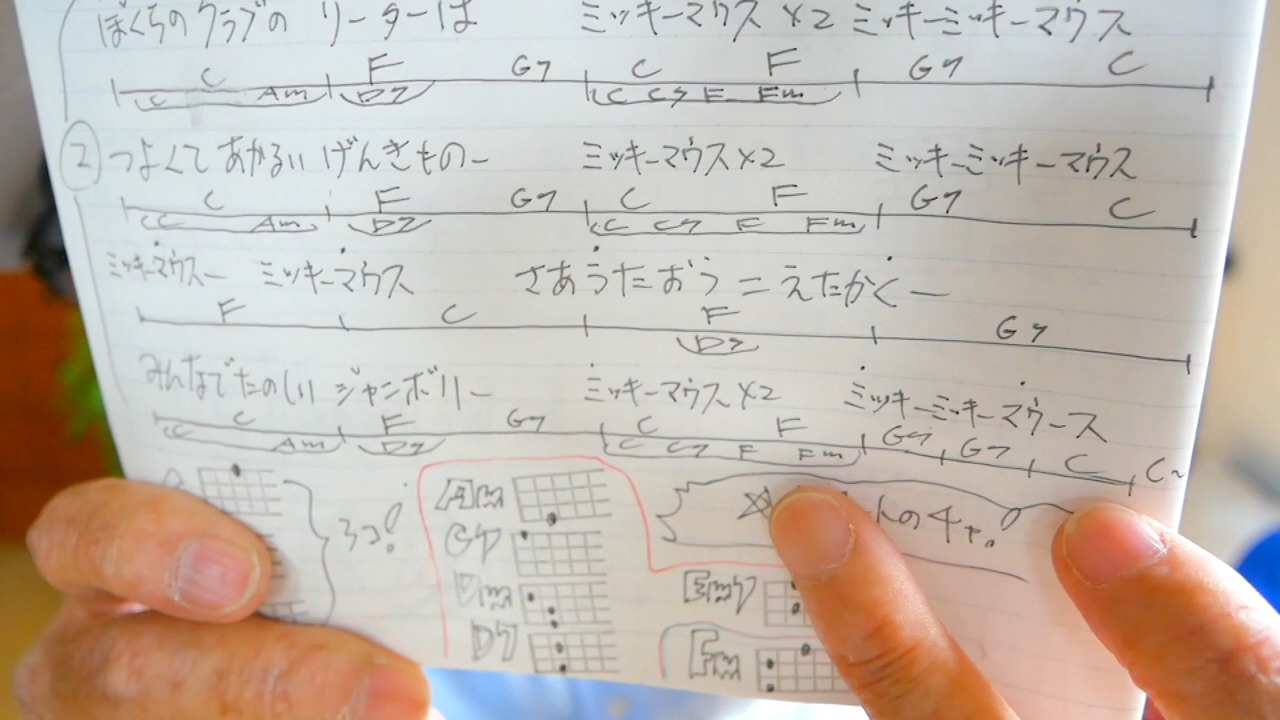 ぼくらのクラブの リーダーは ミッキーマウス×2 ミッキーミッキーマウス
C F G7 C F G7 C
C Am D7 C C7 F Fm
② つよくて あかるい げんきものー ミッキーマウス×2 ミッキーミッキーマウス
C F G7 C F G7 C
C Am D7 C C7 F Fm
ミッキーマウスー ミッキーマウス さあうたおう こえたかくー
F C F G7
D7
みんなでたのしい ジャンボリー ミッキーマウス×2 ミッキーミッキーマウース
C F G7 C F G7 G7 C C~
C Am D7 C C7 F Fm
3コ!
Am
G7
Dm
D7
んのチャ。
Em7
Fm